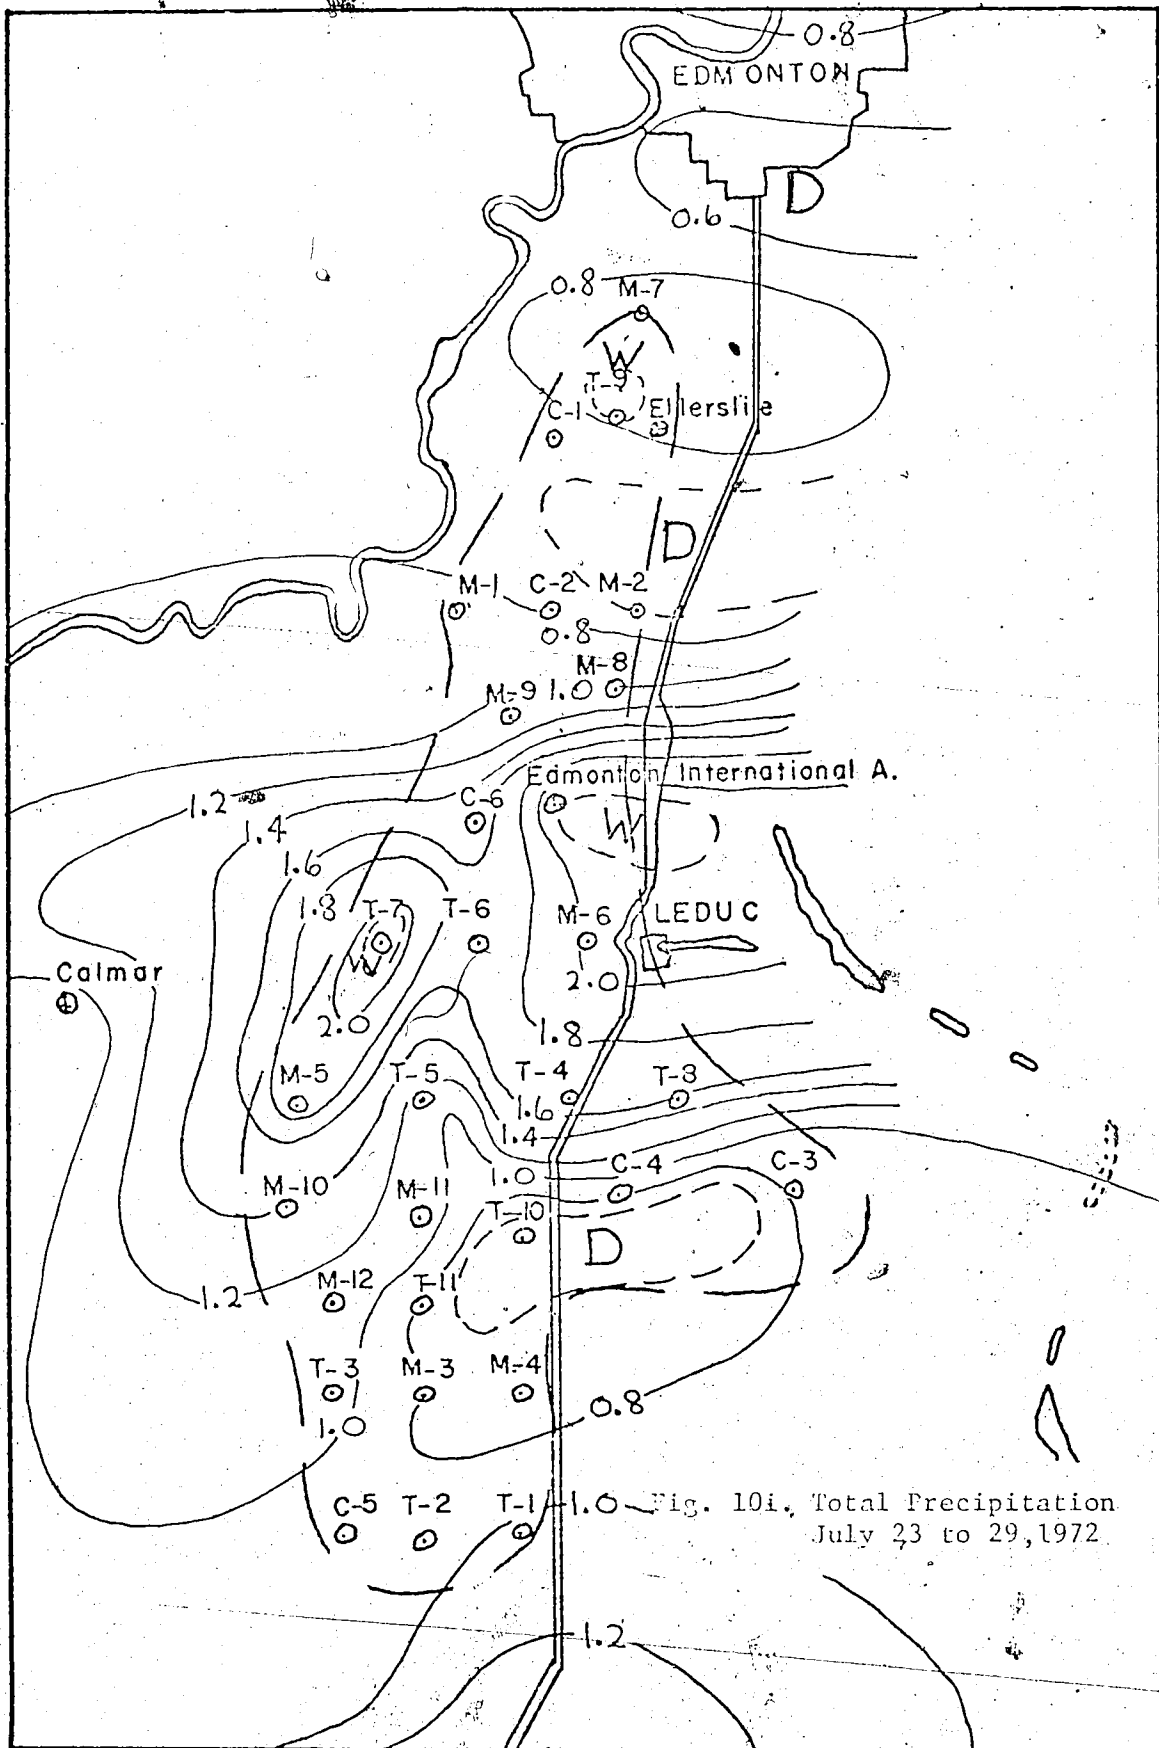 0.8
EDMONTON
D
0.6
0.8 M-7
W
T-9
C-1 Ellerslie
D
M-1 C-2 M-2
0.8
M-8
M-9 1.0
Edmonton International A.
1.2 C-6
1.4 W
1.6
1.8 T-7 T-6 M-6 LEDUC
W
Calmar 2.0
2.0
1.8
M-5 T-5 T-4 T-8
1.6
1.4
M-10 M-11 1.0 C-4 C-3
T-10
D
1.2 M-12 T-11
T-3 M-3 M-4
1.0 0.8
C-5 T-2 T-1 1.0 Fig. 10i. Total Precipitation
July 23 to 29,1972
1.2